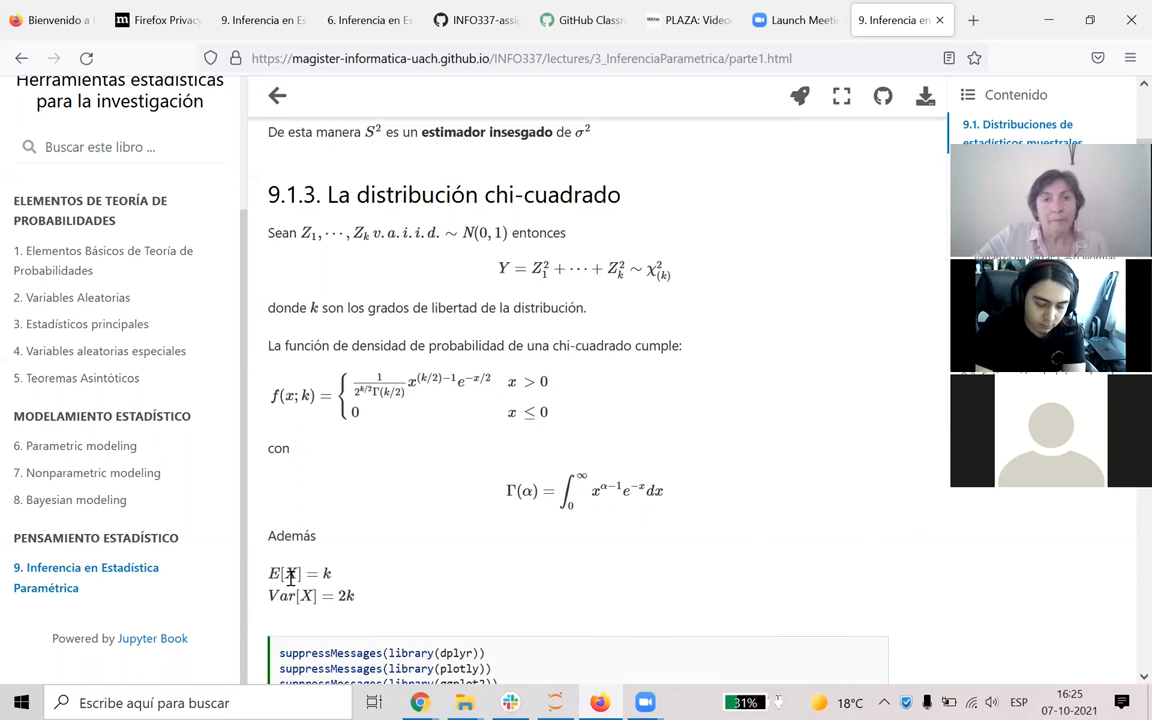 Bienvenido a
Firefox Privacy
9. Inferencia en Es
6. Inferencia en Es
INFO337-assig
GitHub Classr
PLAZA: Video
Launch Meeti
9. Inferencia en
https://magister-informatica-uach.github.io/INFO337/lectures/3_InferenciaParametrica/parte1.html
Herramientas estadísticas
para la investigación
Buscar este libro ...
ELEMENTOS DE TEORÍA DE
PROBABILIDADES
1. Elementos Básicos de Teoría de
Probabilidades
2. Variables Aleatorias
3. Estadísticos principales
4. Variables aleatorias especiales
5. Teoremas Asintóticos
MODELAMIENTO ESTADÍSTICO
6. Parametric modeling
7. Nonparametric modeling
8. Bayesian modeling
PENSAMIENTO ESTADÍSTICO
9. Inferencia en Estadística
Paramétrica
Powered by Jupyter Book
De esta manera S² es un estimador insesgado de σ²
9.1.3. La distribución chi-cuadrado
Sean Z₁, ⋯, Zₖ v. a. i. i. d. ∼ N(0, 1) entonces
Y = Z₁² + ⋯ + Zₖ² ∼ χ²₍ₖ₎
donde k son los grados de libertad de la distribución.
La función de densidad de probabilidad de una chi-cuadrado cumple:
f(x; k) = { 1/(2^{k/2}Γ(k/2)) x^{(k/2)−1}e^{−x/2} x > 0
0 x ≤ 0
con
Γ(α) = ∫₀^∞ x^{α−1}e^{−x}dx
Además
E[X] = k
Var[X] = 2k
suppressMessages(library(dplyr))
suppressMessages(library(plotly))
suppressMessages(library(ggplot2))
Contenido
9.1. Distribuciones de
estadísticos muestrales
Escribe aquí para buscar
31%
18°C
ESP
16:25
07-10-2021